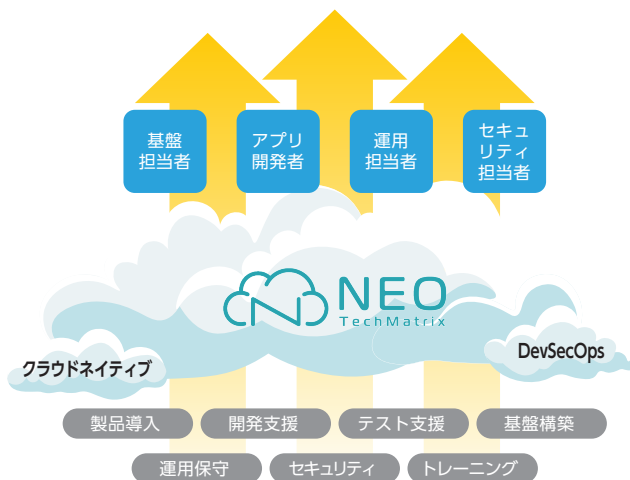 基盤
担当者
アプリ
開発者
運用
担当者
セキュ
リティ
担当者
NEO
TechMatrix
クラウドネイティブ
DevSecOps
製品導入
開発支援
テスト支援
基盤構築
運用保守
セキュリティ
トレーニング